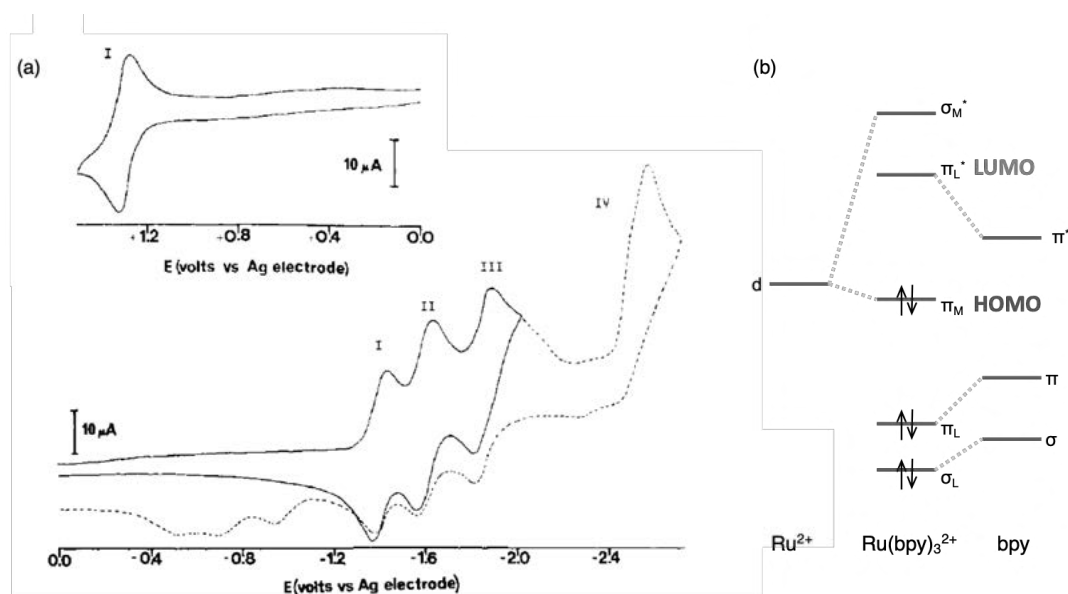 (a)
I
10 μA
+1.2 +0.8 +0.4 0.0
E (volts vs Ag electrode)
I
II
III
IV
10 μA
0.0 -0.4 -0.8 -1.2 -1.6 -2.0 -2.4
E(volts vs Ag electrode)
(b)
σM*
πL* LUMO
π*
d
πM HOMO
π
πL
σ
σL
Ru2+ Ru(bpy)32+ bpy